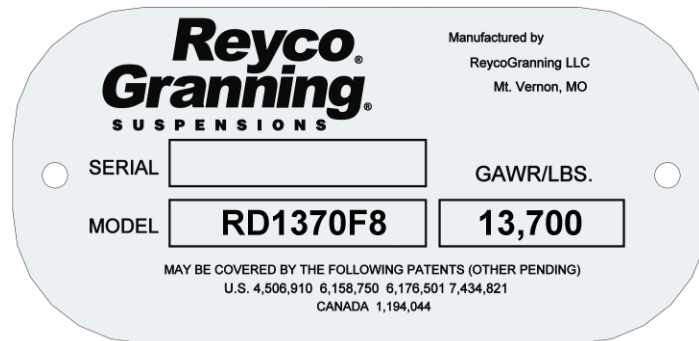 Reyco®
Granning®
SUSPENSIONS
Manufactured by
ReycoGranning LLC
Mt. Vernon, MO
SERIAL
GAWR/LBS.
MODEL RD1370F8 13,700
MAY BE COVERED BY THE FOLLOWING PATENTS (OTHER PENDING)
U.S. 4,506,910 6,158,750 6,176,501 7,434,821
CANADA 1,194,044